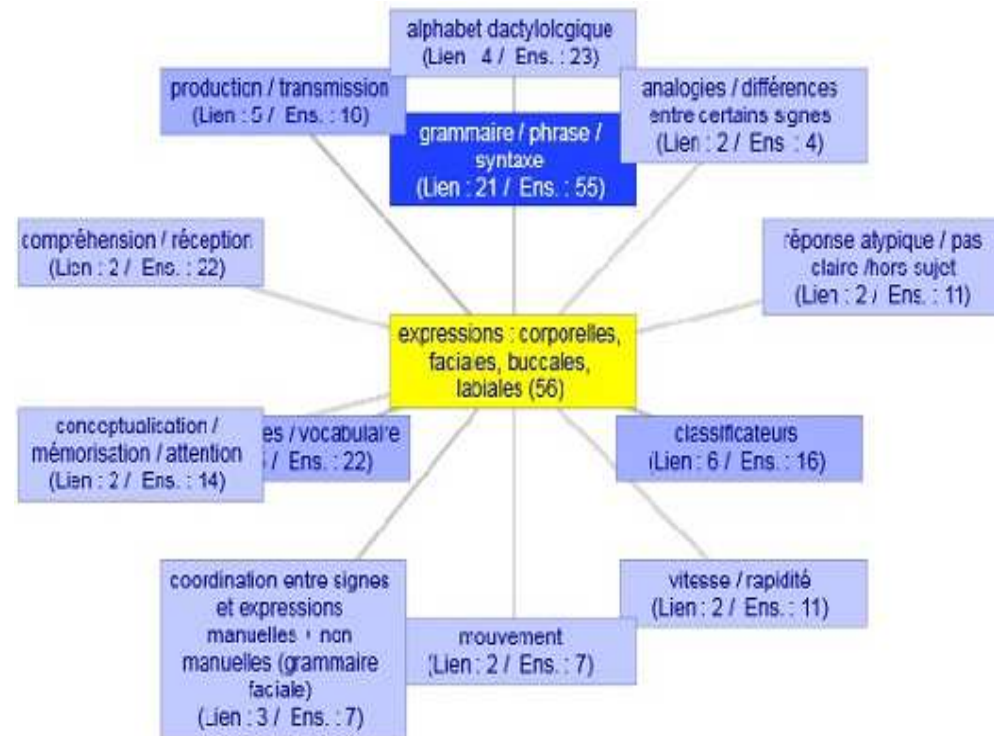 alphabet dactylolcgique
(Lien 4 / Ens. : 23)
production / transmission
(Lien : 5 / Ens. : 10)
analogies / différences
entre certains signes
(Lien : 2 / Ens. : 4)
grammaire / phrase /
syntaxe
(Lien : 21 / Ens. : 55)
compréhension / réception
(Lien : 2 / Ens. : 22)
réponse atypique / pas
claire /hors sujet
(Lien : 2 / Ens. : 11)
expressions : corporelles,
faciales, buccales,
labiales (56)
conceptualisation /
mémorisation / attention
(Lien : 2 / Ens. : 14)
es / vocabulaire
/ Ens. : 22)
classificateurs
(Lien : 6 / Ens. : 16)
coordination entre signes
et expressions
manuelles + non
manuelles (grammaire
faciale)
(Lien : 3 / Ens. : 7)
mouvement
(Lien : 2 / Ens. : 7)
vitesse / rapidité
(Lien : 2 / Ens. : 11)